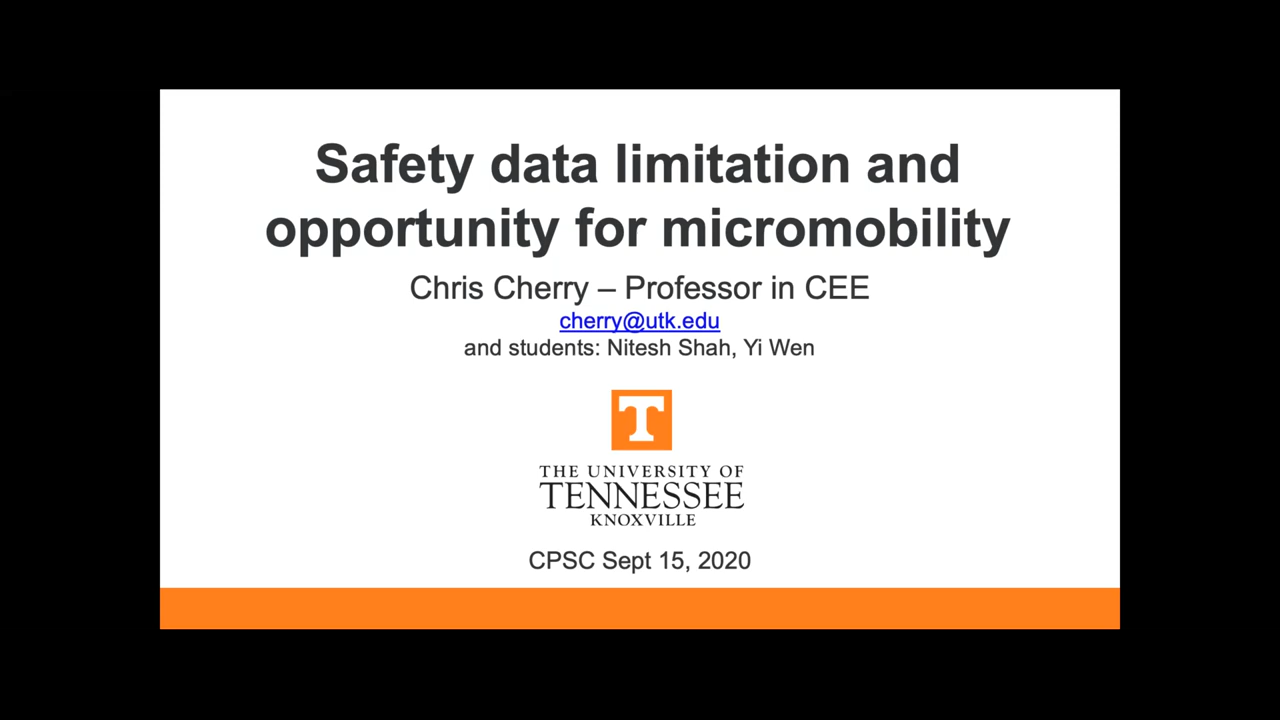 Safety data limitation and
opportunity for micromobility
Chris Cherry – Professor in CEE
cherry@utk.edu
and students: Nitesh Shah, Yi Wen
T
THE UNIVERSITY OF
TENNESSEE
KNOXVILLE
CPSC Sept 15, 2020